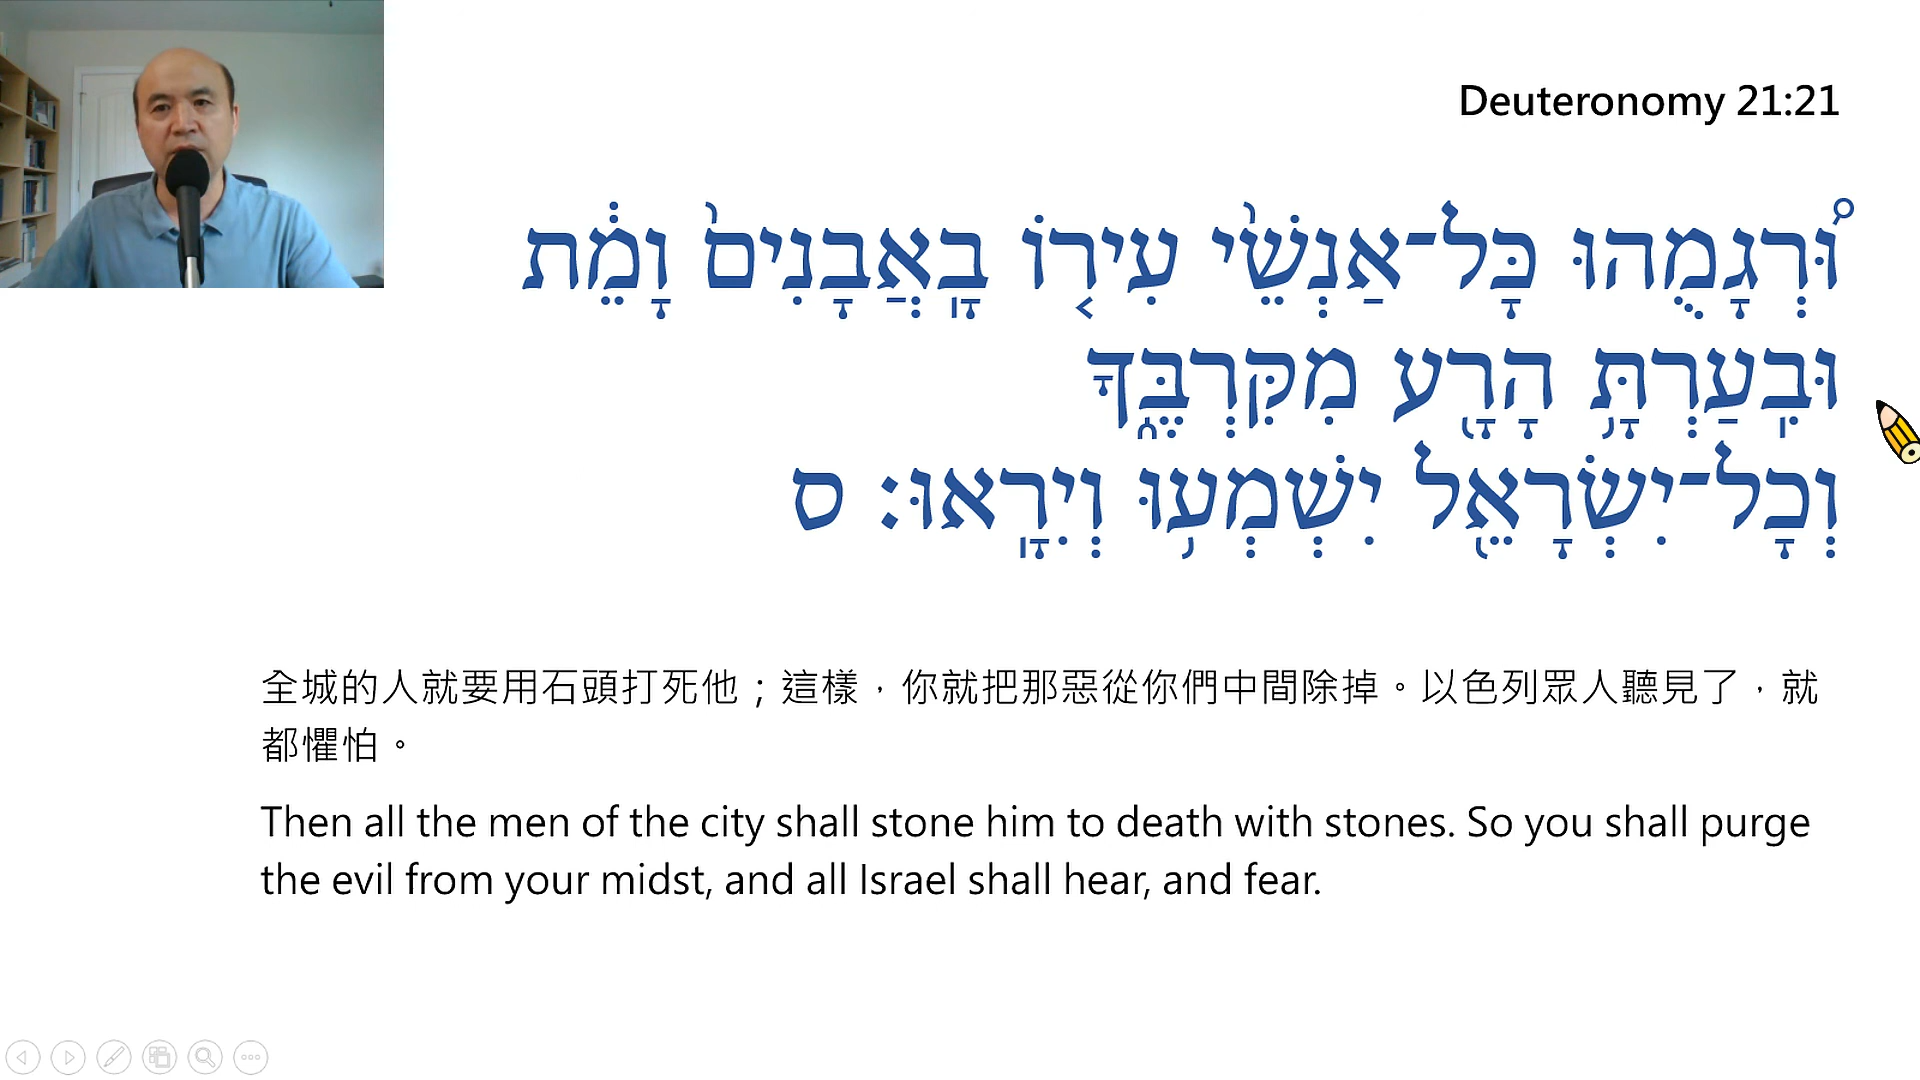 Deuteronomy 21:21
וּ֠רְגָמֻהוּ כָּל־אַנְשֵׁ֨י עִיר֤וֹ בָֽאֲבָנִים֙ וָמֵ֔ת
וּבִֽעַרְתָּ֥ הָרָ֖ע מִקִּרְבֶּ֑ךָ
וְכָל־יִשְׂרָאֵ֖ל יִשְׁמְע֥וּ וְיִרָֽאוּ׃ ס
全城的人就要用石頭打死他；這樣，你就把那惡從你們中間除掉。以色列眾人聽見了，就
都懼怕。
Then all the men of the city shall stone him to death with stones. So you shall purge
the evil from your midst, and all Israel shall hear, and fear.